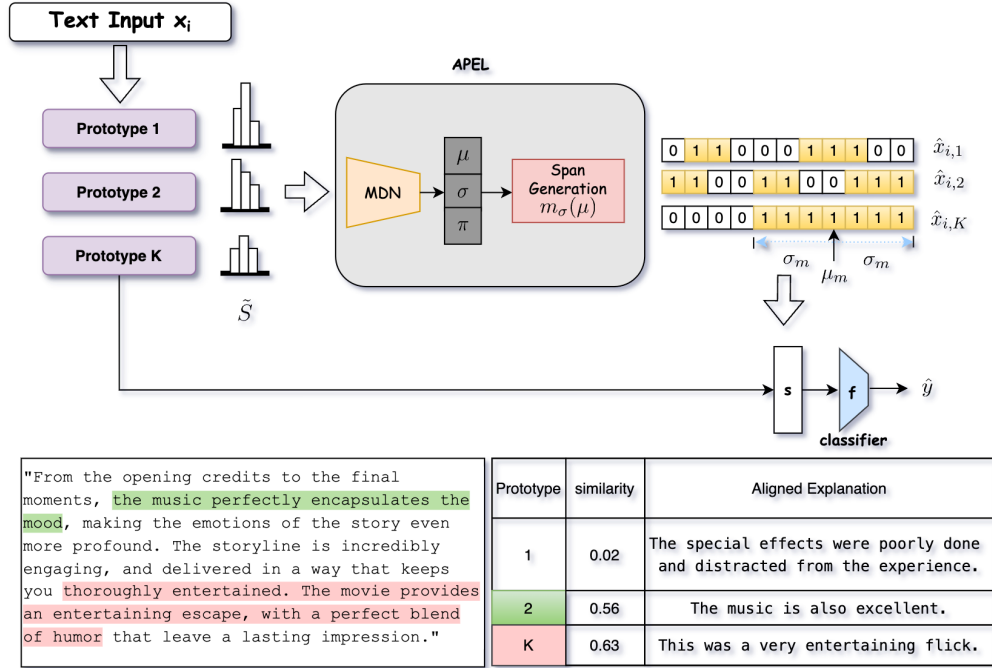 Text Input xᵢ
APEL
Prototype 1
Prototype 2
Prototype K
S̃
MDN
μ
σ
π
Span
Generation
m_σ(μ)
0 1 1 0 0 0 1 1 1 0 0 x̂_{i,1}
1 1 0 0 1 1 0 0 1 1 1 x̂_{i,2}
0 0 0 0 1 1 1 1 1 1 1 x̂_{i,K}
σ_m μ_m σ_m
s
f
ŷ
classifier
"From the opening credits to the final
moments, the music perfectly encapsulates the
mood, making the emotions of the story even
more profound. The storyline is incredibly
engaging, and delivered in a way that keeps
you thoroughly entertained. The movie provides
an entertaining escape, with a perfect blend
of humor that leave a lasting impression."
Prototype similarity Aligned Explanation
1 0.02 The special effects were poorly done
and distracted from the experience.
2 0.56 The music is also excellent.
K 0.63 This was a very entertaining flick.